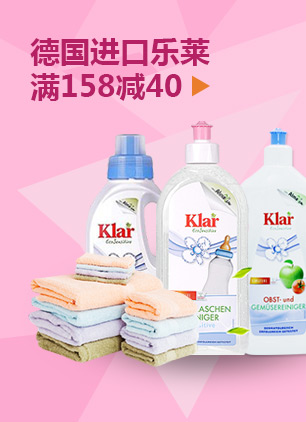 德国进口乐莱
满158减40
Klar
EcoSensitive
Klar
EcoSensitive
Klar
EcoSensitive
OBST- und
GEMÜSEREINIGER